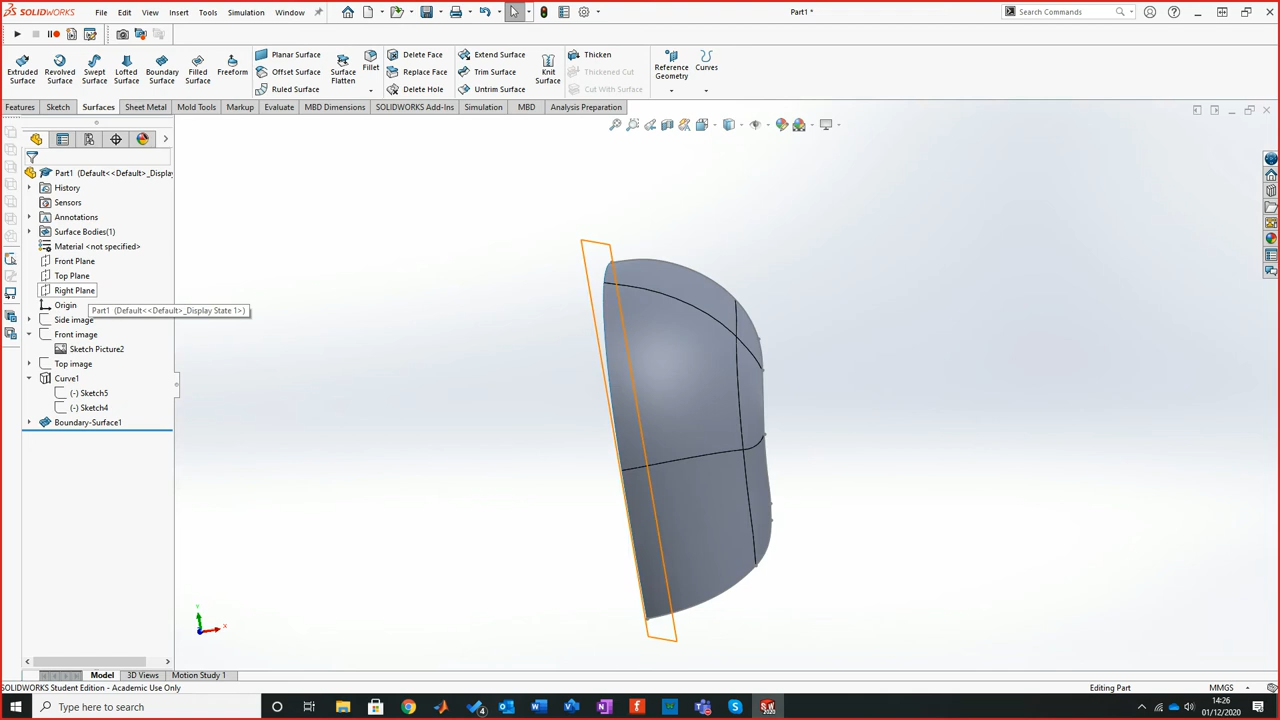 SOLIDWORKS File Edit View Insert Tools Simulation Window Part1 * Search Commands
Extruded Surface Revolved Surface Swept Surface Lofted Surface Boundary Surface Filled Surface Freeform
Planar Surface
Offset Surface
Ruled Surface
Surface Flatten
Fillet
Delete Face
Replace Face
Delete Hole
Extend Surface
Trim Surface
Untrim Surface
Knit Surface
Thicken
Thickened Cut
Cut With Surface
Reference Geometry
Curves
Features Sketch Surfaces Sheet Metal Mold Tools Markup Evaluate MBD Dimensions SOLIDWORKS Add-Ins Simulation MBD Analysis Preparation
Part1 (Default<<Default>_Display
History
Sensors
Annotations
Surface Bodies(1)
Material <not specified>
Front Plane
Top Plane
Right Plane
Origin
Part1 (Default<<Default>_Display State 1>)
Side image
Front image
Sketch Picture2
Top image
Curve1
(-) Sketch5
(-) Sketch4
Boundary-Surface1
Y
X
Model 3D Views Motion Study 1
SOLIDWORKS Student Edition - Academic Use Only Editing Part MMGS
Type here to search
14:26
01/12/2020